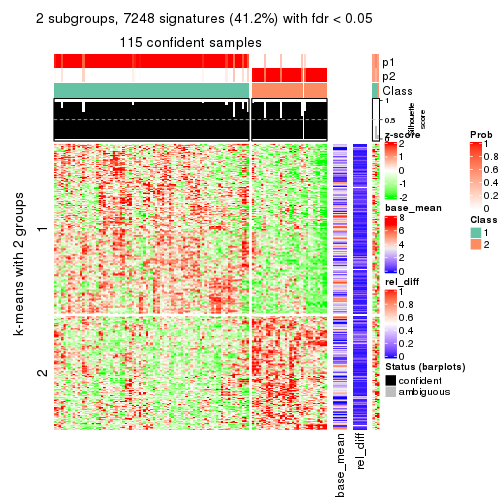 2 subgroups, 7248 signatures (41.2%) with fdr < 0.05
115 confident samples
p1
p2
Class
1
0.5
0
Silhouette
score
k-means with 2 groups
1
2
base_mean
rel_diff
z-score
2
1
0
-1
-2
base_mean
8
6
4
2
0
rel_diff
1
0.8
0.6
0.4
0.2
0
Status (barplots)
confident
ambiguous
Prob
1
0.8
0.6
0.4
0.2
0
Class
1
2